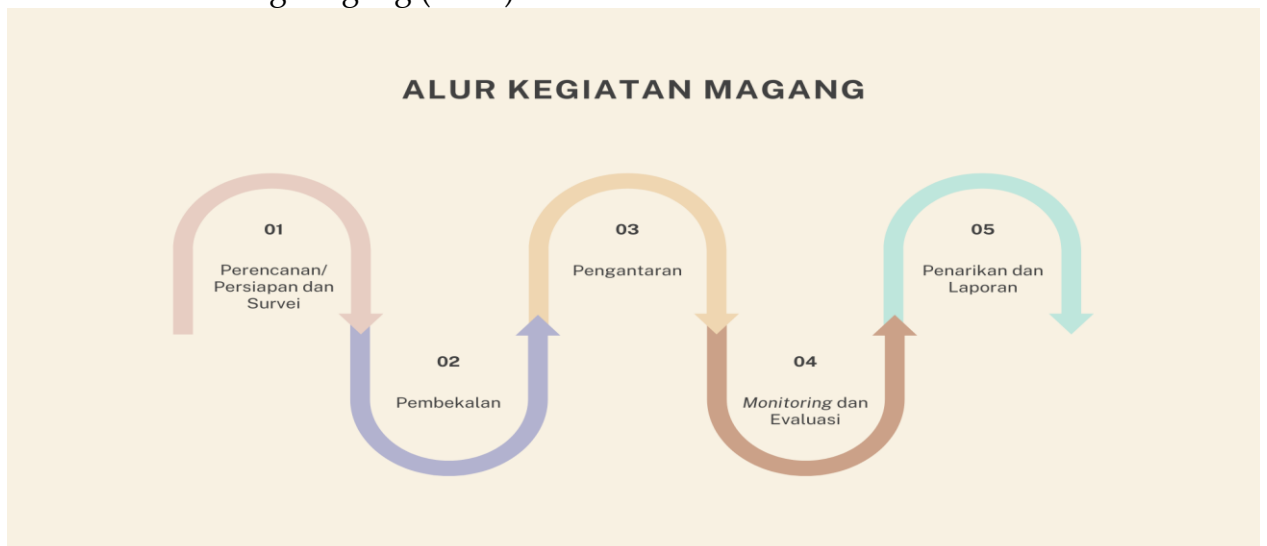 ALUR KEGIATAN MAGANG
01
Perencanan/
Persiapan dan
Survei
02
Pembekalan
03
Pengantaran
04
Monitoring dan
Evaluasi
05
Penarikan dan
Laporan